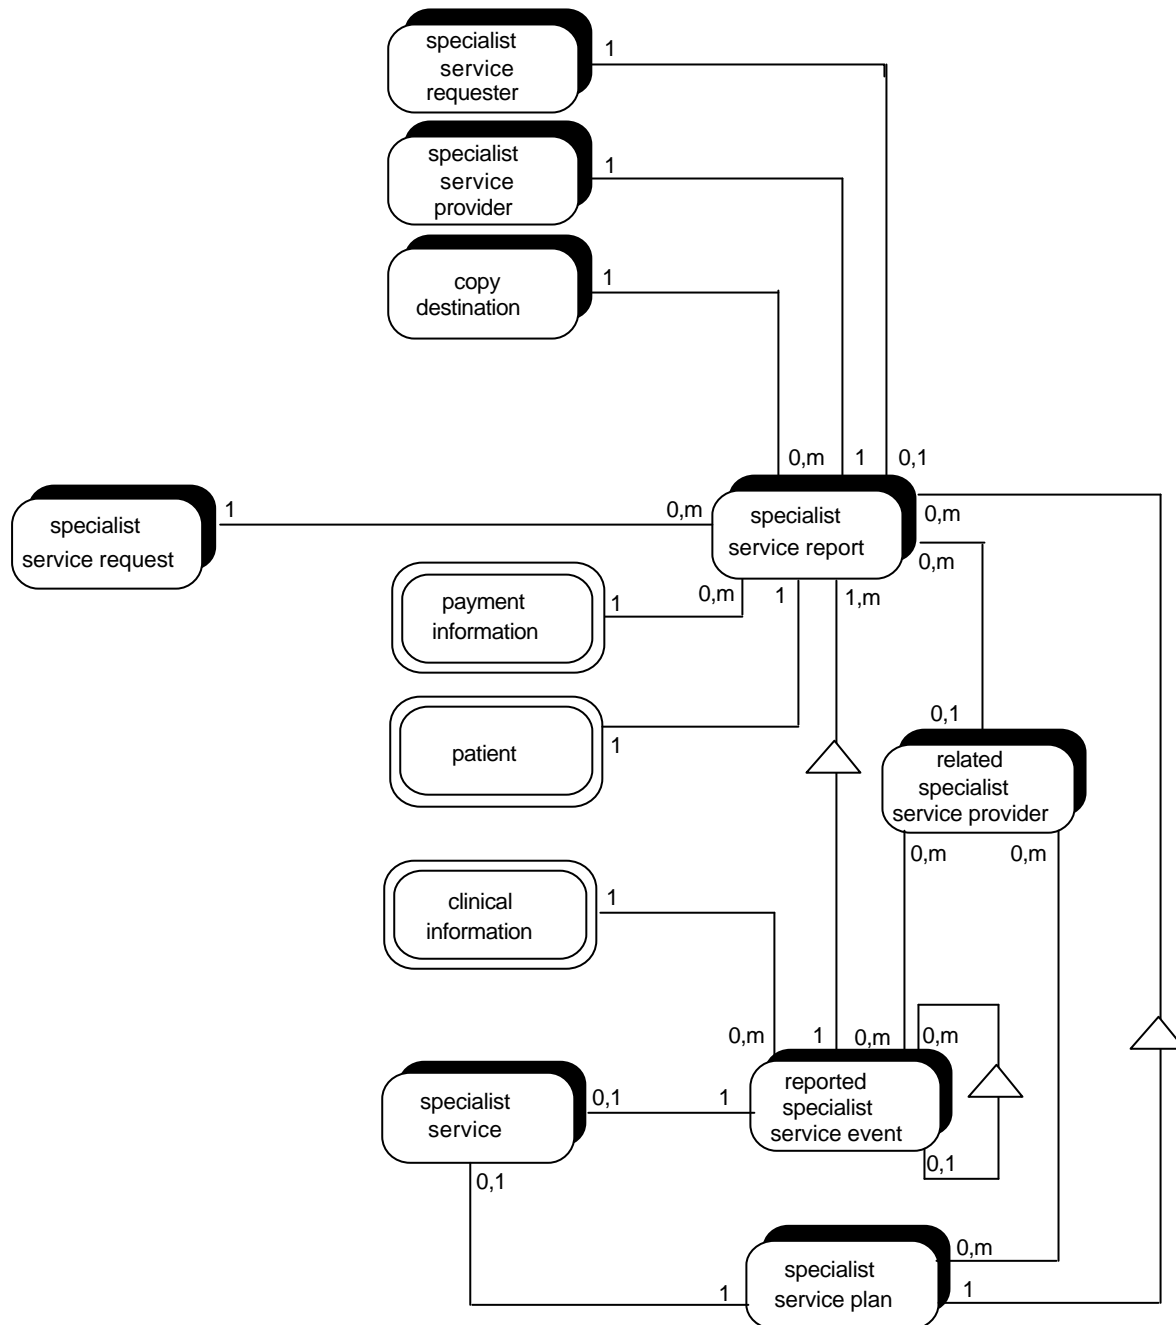 specialist
service
requester
1
specialist
service
provider
1
copy
destination
1
0,m
1
0,1
specialist
service request
1
0,m
specialist
service report
0,m
0,m
payment
information
1
0,m
1
1,m
patient
1
0,1
related
specialist
service provider
0,m
0,m
clinical
information
1
0,m
1
0,m
0,m
specialist
service
0,1
1
reported
specialist
service event
0,1
0,1
specialist
service plan
1
0,m
1